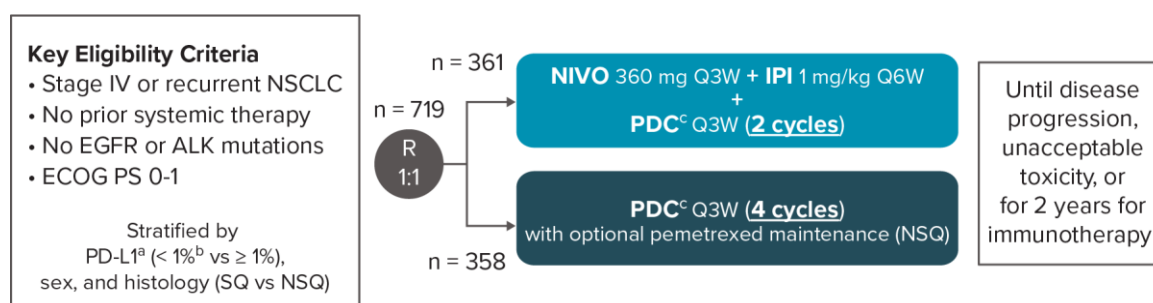 Key Eligibility Criteria
• Stage IV or recurrent NSCLC
• No prior systemic therapy
• No EGFR or ALK mutations
• ECOG PS 0-1
Stratified by
PD-L1ᵃ (< 1%ᵇ vs ≥ 1%),
sex, and histology (SQ vs NSQ)
n = 719
R
1:1
n = 361
NIVO 360 mg Q3W + IPI 1 mg/kg Q6W
+
PDCᶜ Q3W (2 cycles)
n = 358
PDCᶜ Q3W (4 cycles)
with optional pemetrexed maintenance (NSQ)
Until disease
progression,
unacceptable
toxicity, or
for 2 years for
immunotherapy